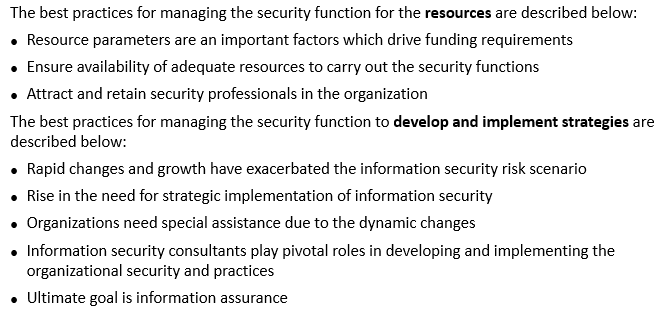 The best practices for managing the security function for the resources are described below:
• Resource parameters are an important factors which drive funding requirements
• Ensure availability of adequate resources to carry out the security functions
• Attract and retain security professionals in the organization
The best practices for managing the security function to develop and implement strategies are
described below:
• Rapid changes and growth have exacerbated the information security risk scenario
• Rise in the need for strategic implementation of information security
• Organizations need special assistance due to the dynamic changes
• Information security consultants play pivotal roles in developing and implementing the
organizational security and practices
• Ultimate goal is information assurance